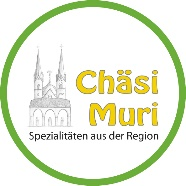 Chäsi
Muri
Spezialitäten aus der Region